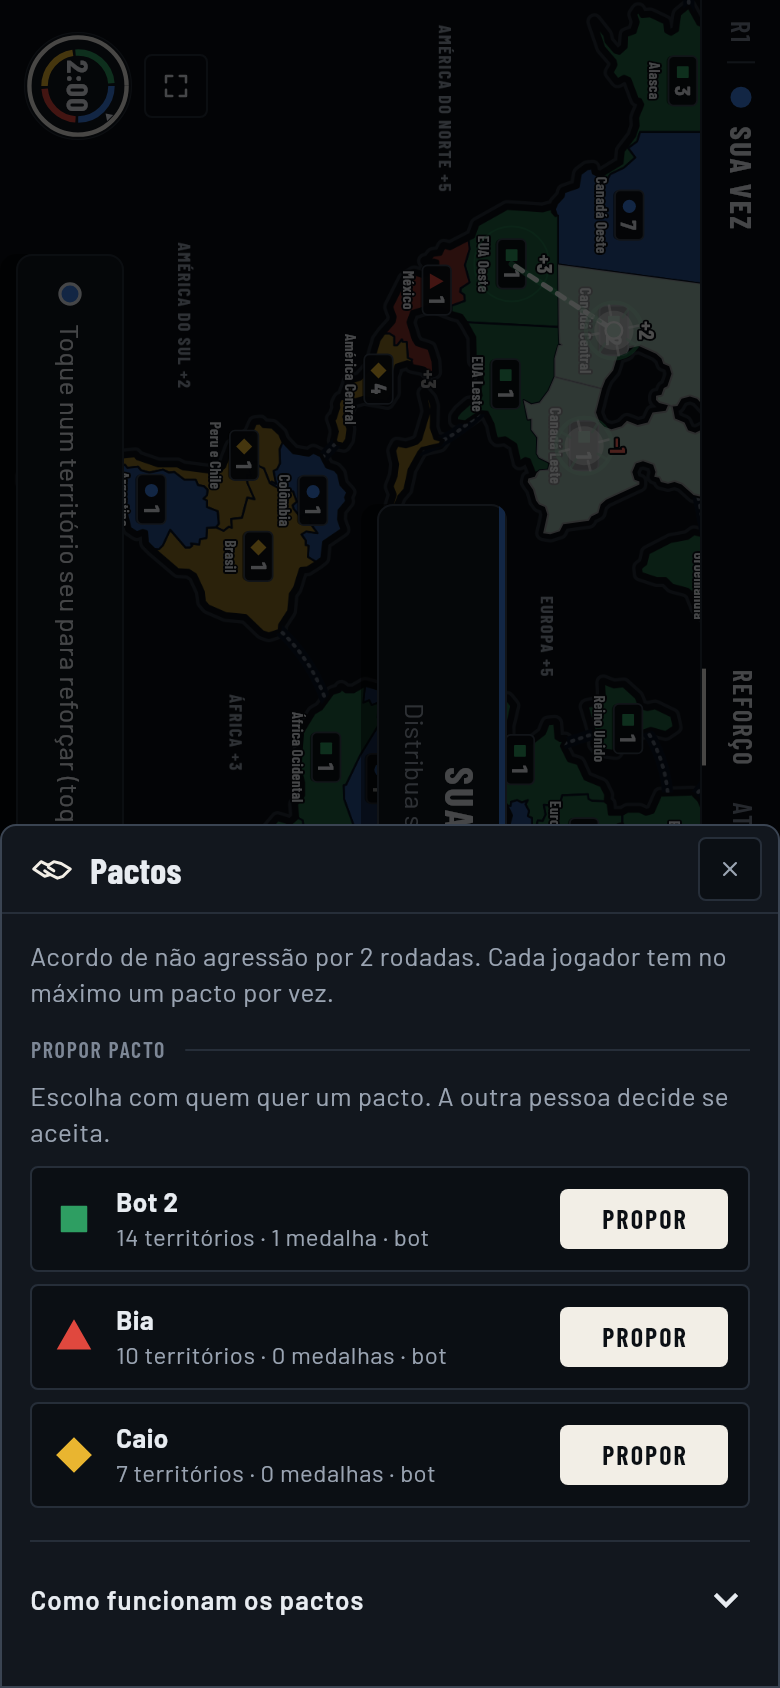 R1
SUA VEZ
REFORÇO
AT
2:00
AMÉRICA DO NORTE +5
AMÉRICA DO SUL +2
EUROPA +5
ÁFRICA +3
Alasca
3
Canadá Oeste
7
Canadá Central
+2
Canadá Leste
1
-1
EUA Oeste
1
+3
EUA Leste
1
México
1
América Central
4
+3
Peru e Chile
1
Colômbia
1
Brasil
1
1
Reino Unido
1
África Ocidental
1
1
Toque num território seu para reforçar (toq
SUA
Distribua s
Pactos
Acordo de não agressão por 2 rodadas. Cada jogador tem no
máximo um pacto por vez.
PROPOR PACTO
Escolha com quem quer um pacto. A outra pessoa decide se
aceita.
Bot 2
14 territórios · 1 medalha · bot
PROPOR
Bia
10 territórios · 0 medalhas · bot
PROPOR
Caio
7 territórios · 0 medalhas · bot
PROPOR
Como funcionam os pactos